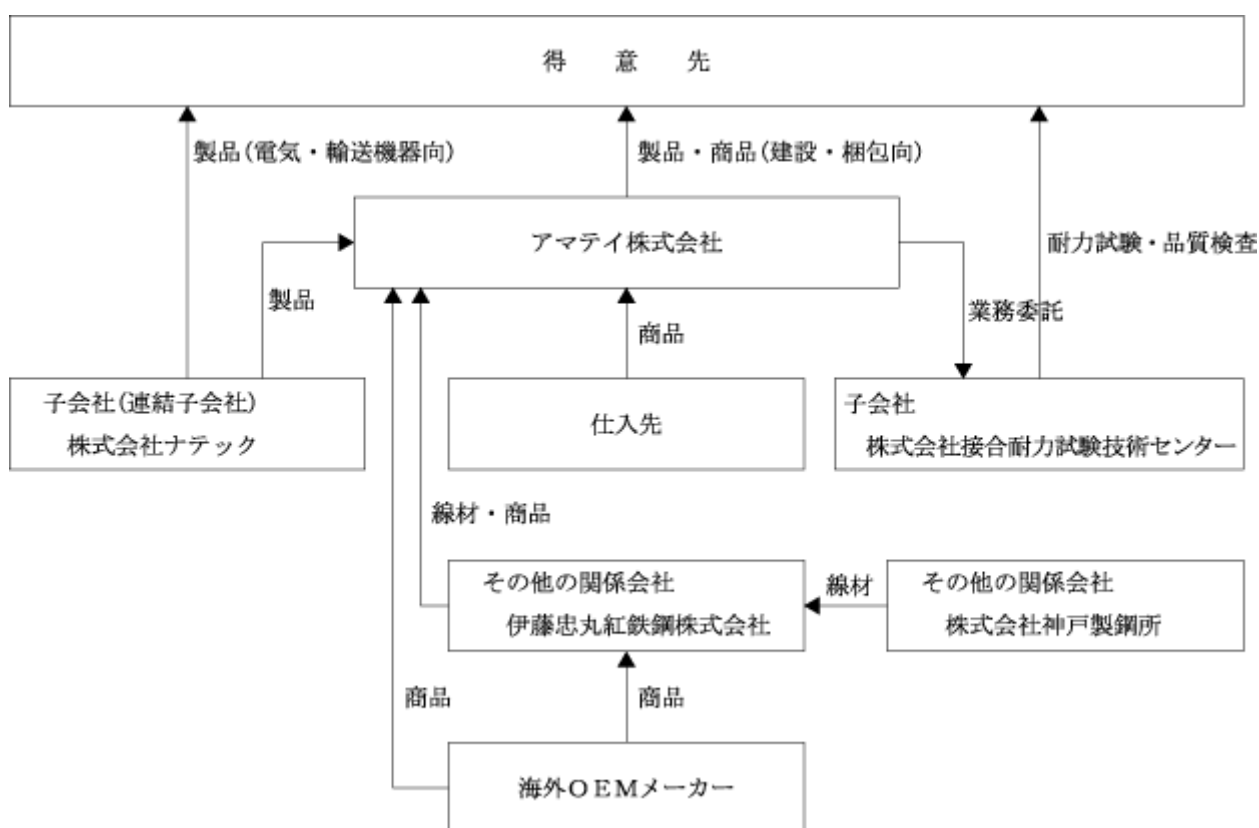 得　意　先
製品(電気・輸送機器向)
製品・商品(建設・梱包向)
アマテイ株式会社
耐力試験・品質検査
製品
商品
業務委託
子会社(連結子会社)
株式会社ナテック
仕入先
子会社
株式会社接合耐力試験技術センター
線材・商品
その他の関係会社
伊藤忠丸紅鉄鋼株式会社
線材
その他の関係会社
株式会社神戸製鋼所
商品
商品
海外OEMメーカー